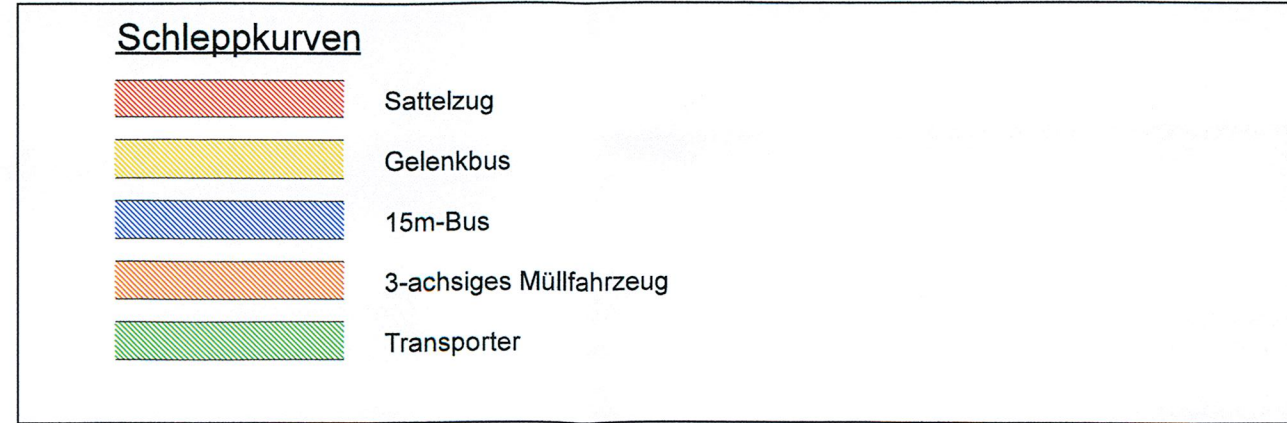 Schleppkurven
Sattelzug
Gelenkbus
15m-Bus
3-achsiges Müllfahrzeug
Transporter